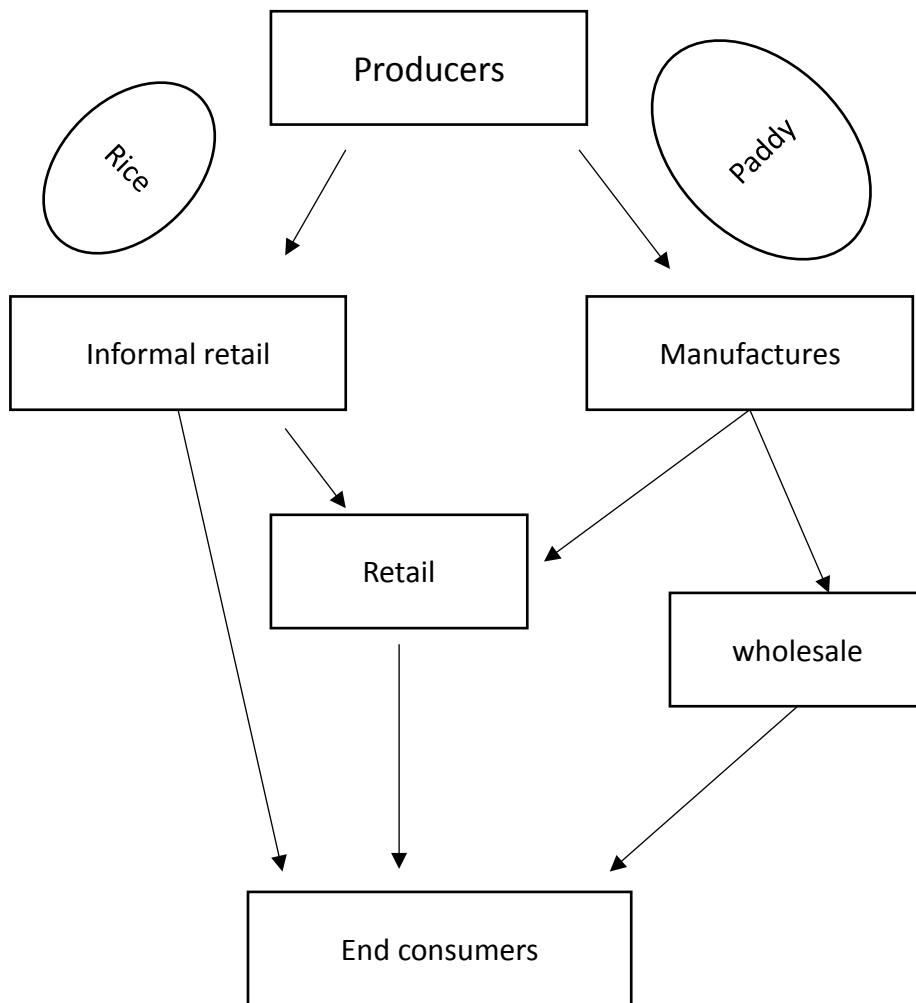 Producers
Rice
Paddy
Informal retail
Manufactures
Retail
wholesale
End consumers